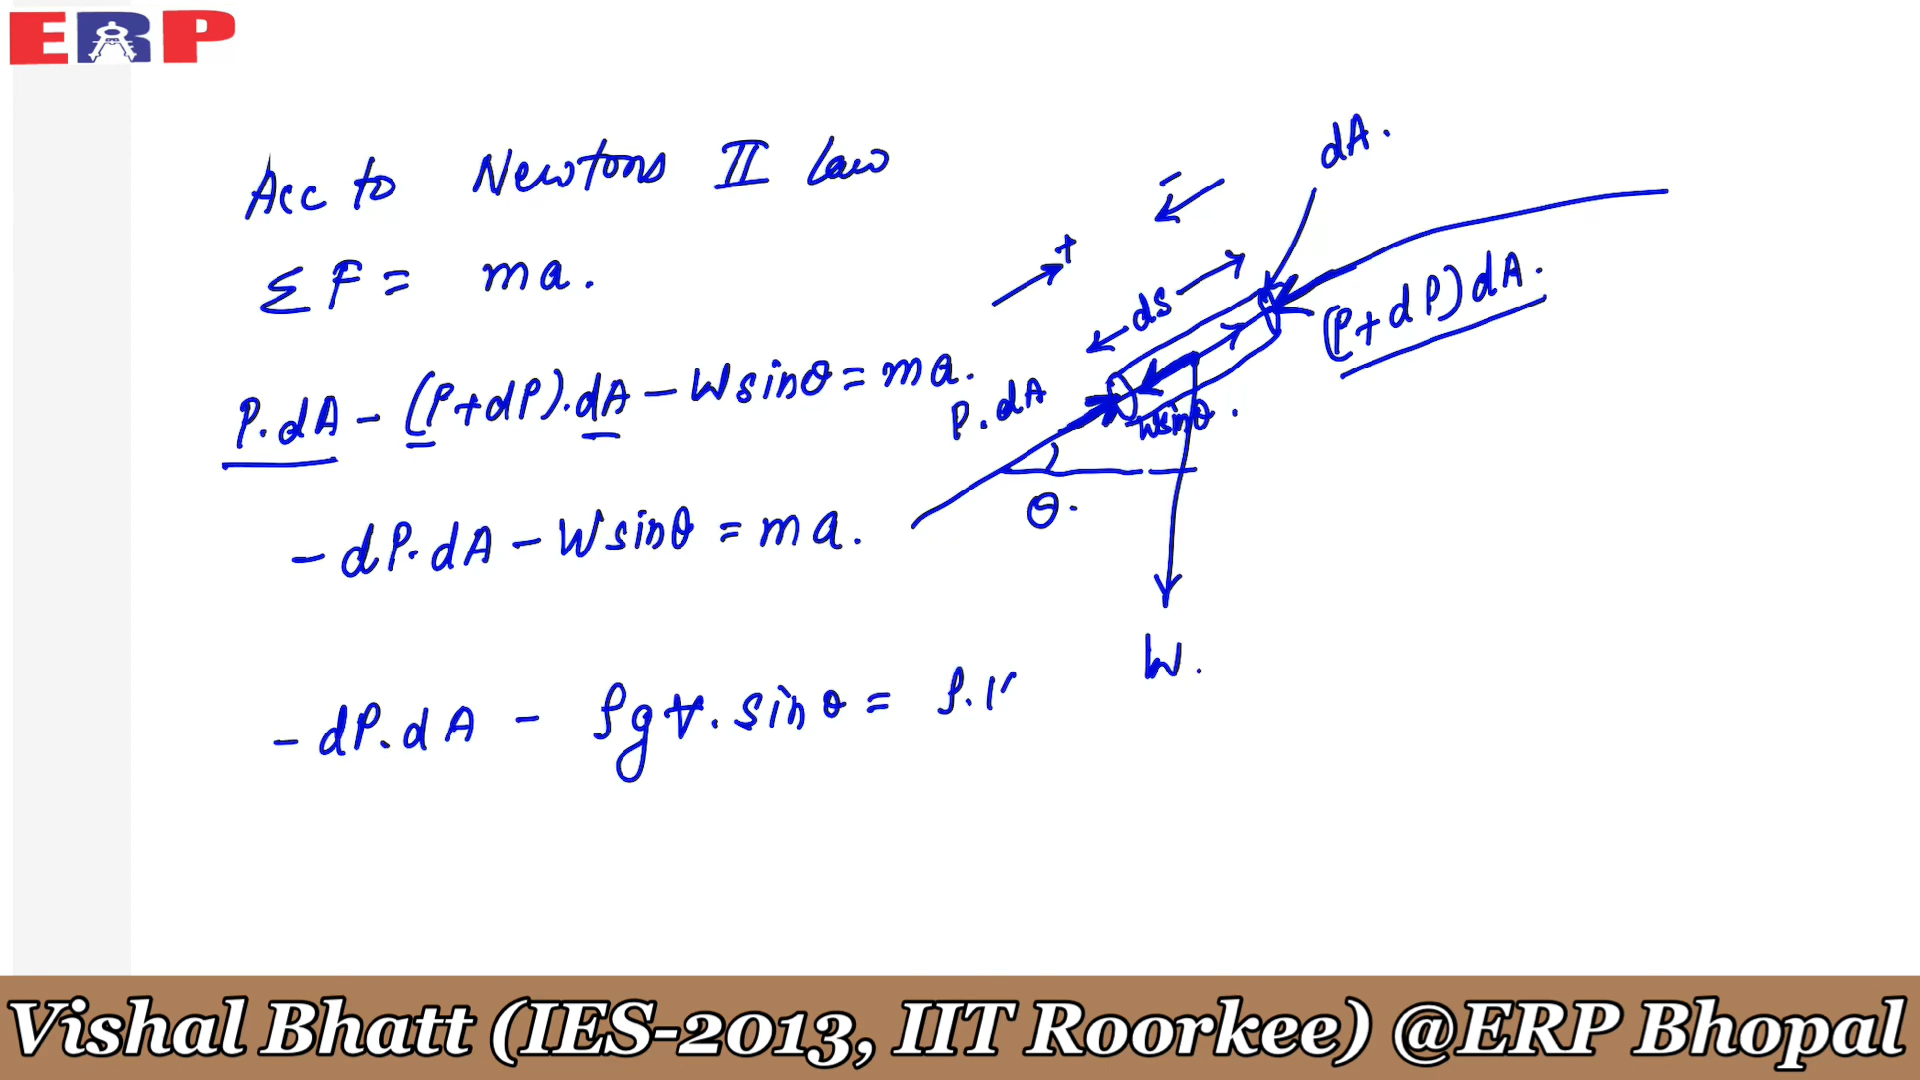 ERP
Acc to Newtons II Law
ΣF = ma.
P.dA - (P+dP).dA - Wsinθ = ma.
-dP.dA - Wsinθ = ma.
-dP.dA - ρgV.sinθ = ρ.
dA.
+
-
ds
(P+dP)dA.
P.dA
Wsinθ.
θ.
W.
Vishal Bhatt (IES-2013, IIT Roorkee) @ERP Bhopal